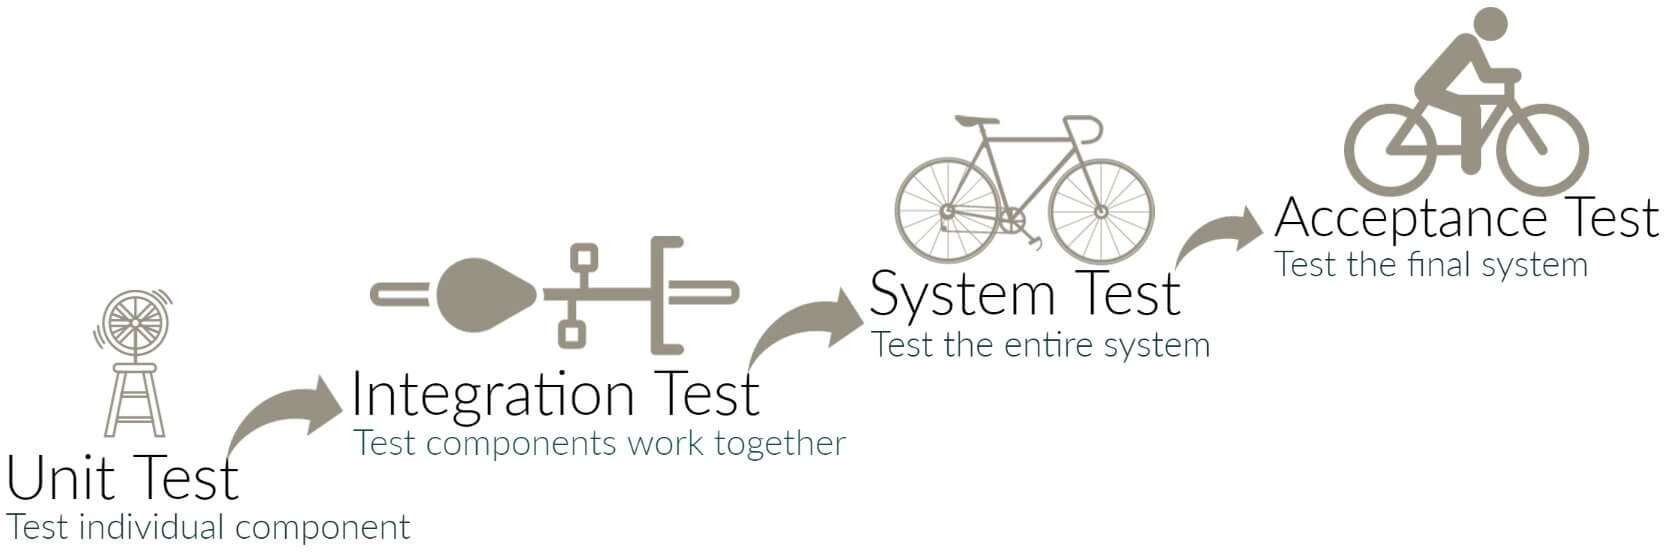 Unit Test
Test individual component
Integration Test
Test components work together
System Test
Test the entire system
Acceptance Test
Test the final system